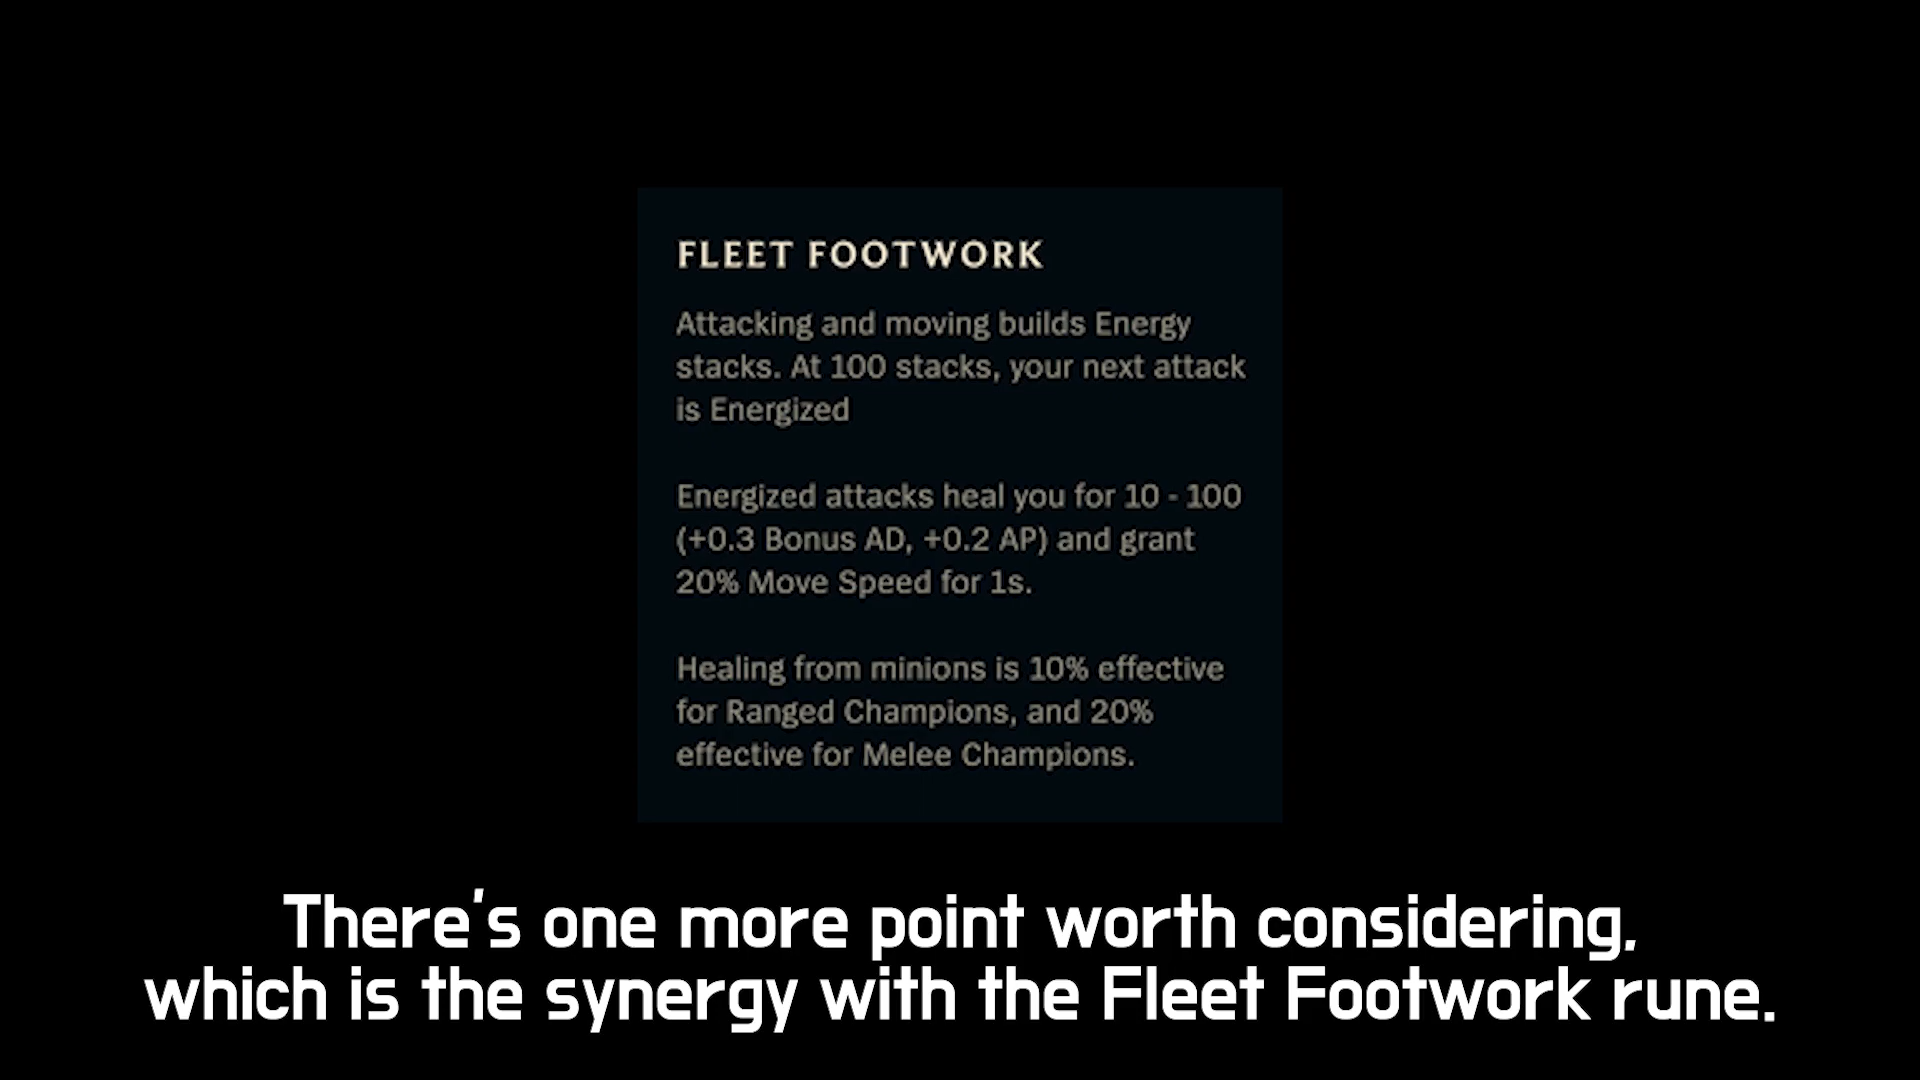 FLEET FOOTWORK
Attacking and moving builds Energy
stacks. At 100 stacks, your next attack
is Energized
Energized attacks heal you for 10 - 100
(+0.3 Bonus AD, +0.2 AP) and grant
20% Move Speed for 1s.
Healing from minions is 10% effective
for Ranged Champions, and 20%
effective for Melee Champions.
There's one more point worth considering,
which is the synergy with the Fleet Footwork rune.